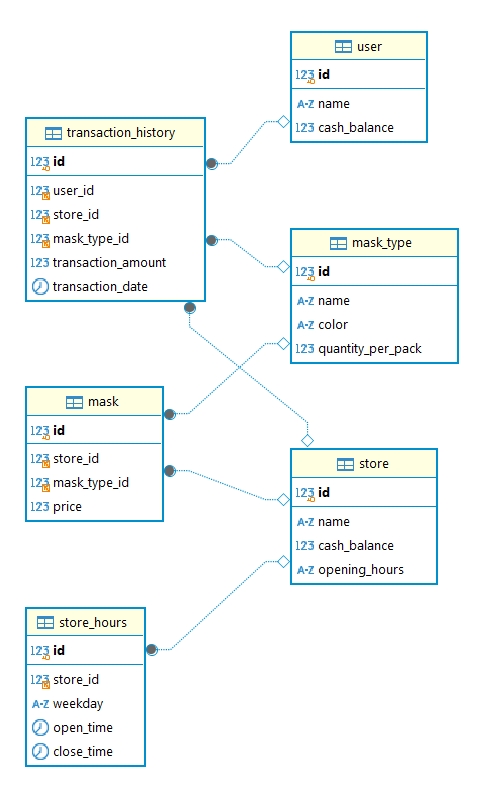 user
123 id
A-Z name
123 cash_balance
transaction_history
123 id
123 user_id
123 store_id
123 mask_type_id
123 transaction_amount
transaction_date
mask_type
123 id
A-Z name
A-Z color
123 quantity_per_pack
mask
123 id
123 store_id
123 mask_type_id
123 price
store
123 id
A-Z name
123 cash_balance
A-Z opening_hours
store_hours
123 id
123 store_id
A-Z weekday
open_time
close_time